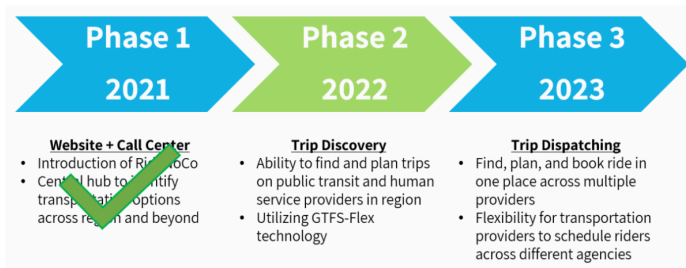 Phase 1
2021
Phase 2
2022
Phase 3
2023
Website + Call Center
• Introduction of
• Central hub to identify
transportation options
across region and beyond
Trip Discovery
• Ability to find and plan trips
on public transit and human
service providers in region
• Utilizing GTFS-Flex
technology
Trip Dispatching
• Find, plan, and book ride in
one place across multiple
providers
• Flexibility for transportation
providers to schedule riders
across different agencies